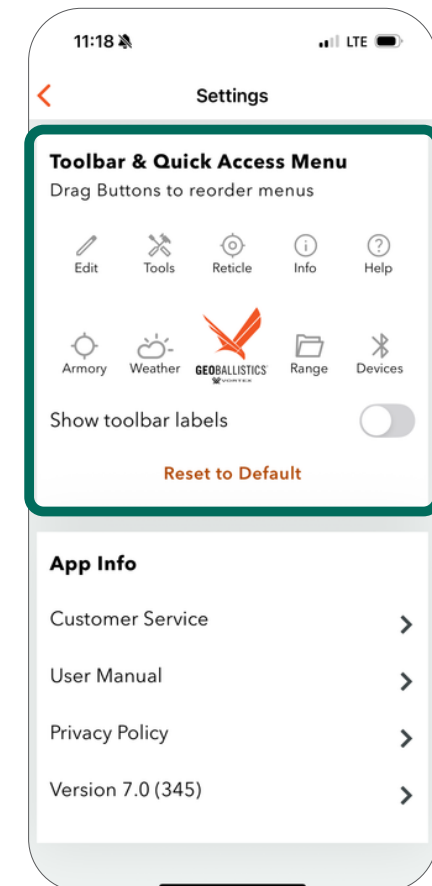 11:18 LTE
Settings
Toolbar & Quick Access Menu
Drag Buttons to reorder menus
Edit Tools Reticle Info Help
Armory Weather GEOBALLISTICS Range Devices
VORTEX
Show toolbar labels
Reset to Default
App Info
Customer Service
User Manual
Privacy Policy
Version 7.0 (345)